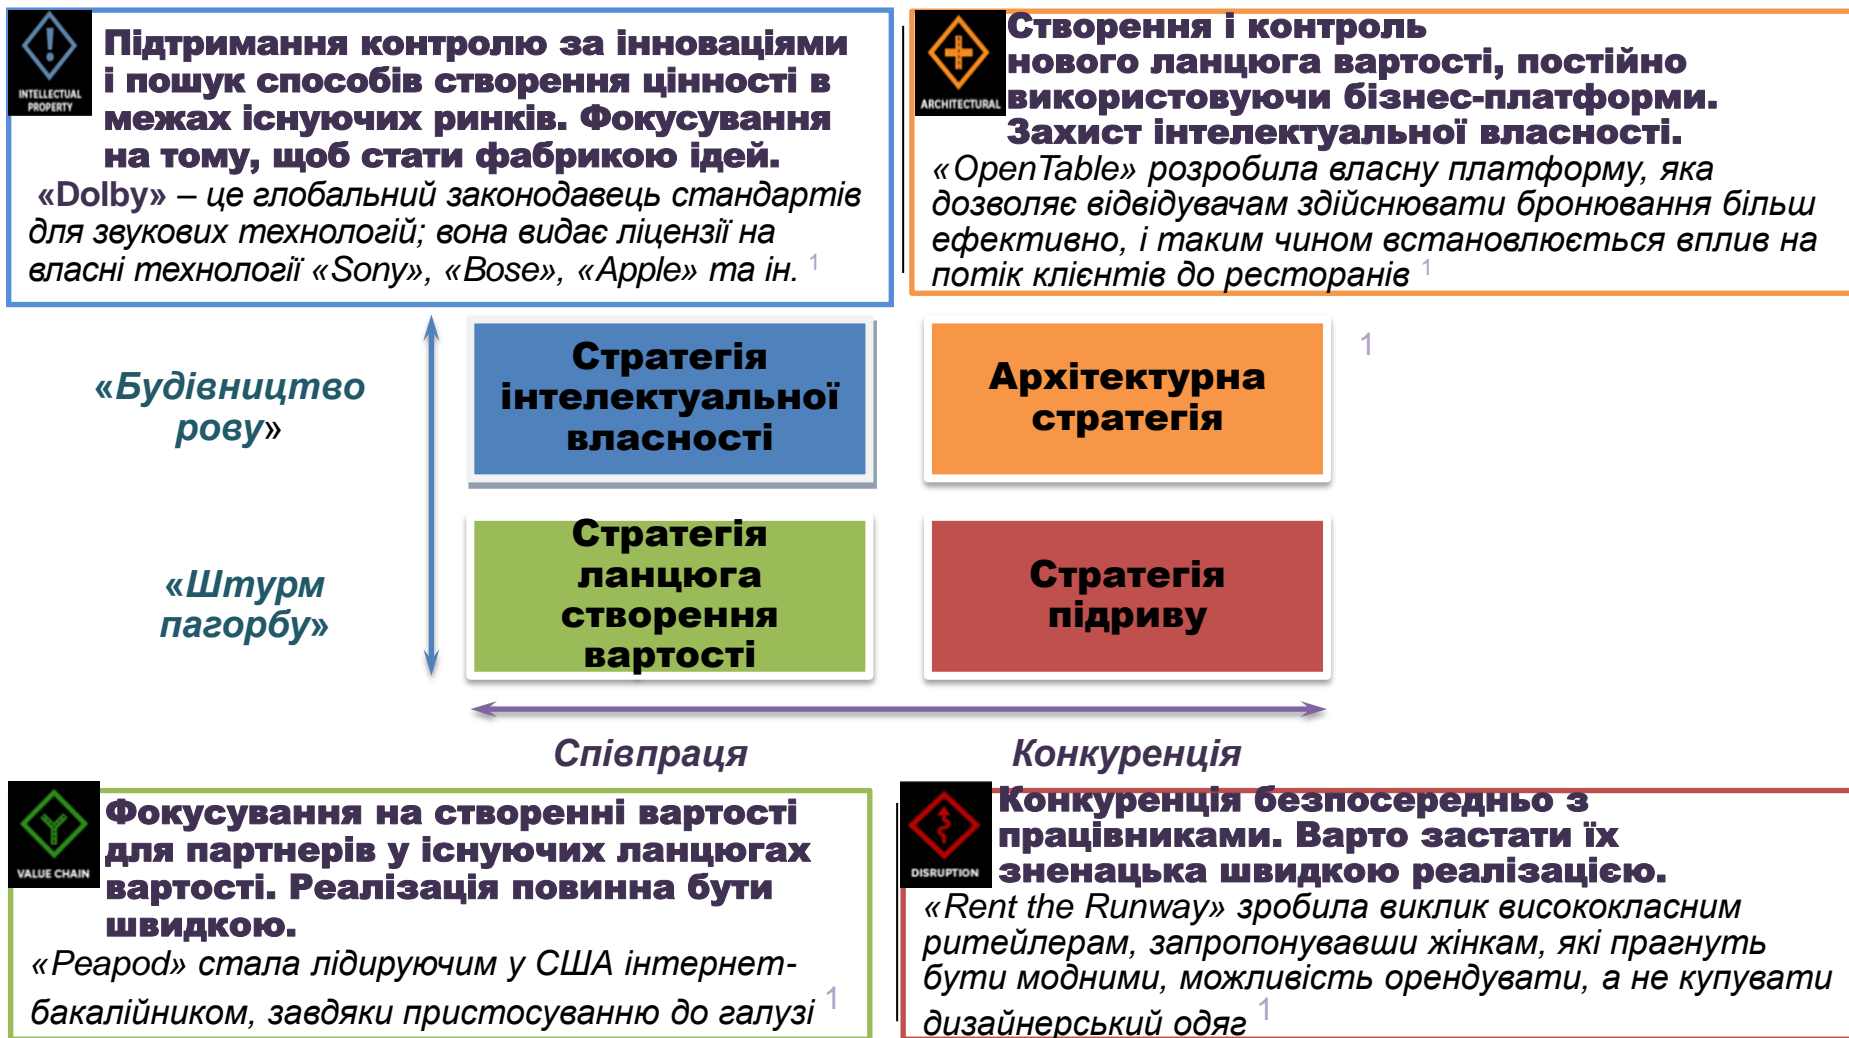 INTELLECTUAL
PROPERTY
Підтримання контролю за інноваціями
і пошук способів створення цінності в
межах існуючих ринків. Фокусування
на тому, щоб стати фабрикою ідей.
«Dolby» – це глобальний законодавець стандартів
для звукових технологій; вона видає ліцензії на
власні технології «Sony», «Bose», «Apple» та ін. 1
ARCHITECTURAL
Створення і контроль
нового ланцюга вартості, постійно
використовуючи бізнес-платформи.
Захист інтелектуальної власності.
«OpenTable» розробила власну платформу, яка
дозволяє відвідувачам здійснювати бронювання більш
ефективно, і таким чином встановлюється вплив на
потік клієнтів до ресторанів 1
«Будівництво
рову»
Стратегія
інтелектуальної
власності
Архітектурна
стратегія
1
«Штурм
пагорбу»
Стратегія
ланцюга
створення
вартості
Стратегія
підриву
Співпраця
Конкуренція
VALUE CHAIN
Фокусування на створенні вартості
для партнерів у існуючих ланцюгах
вартості. Реалізація повинна бути
швидкою.
«Peapod» стала лідируючим у США інтернет-
бакалійником, завдяки пристосуванню до галузі 1
DISRUPTION
Конкуренція безпосередньо з
працівниками. Варто застати їх
зненацька швидкою реалізацією.
«Rent the Runway» зробила виклик висококласним
ритейлерам, запропонувавши жінкам, які прагнуть
бути модними, можливість орендувати, а не купувати
дизайнерський одяг 1